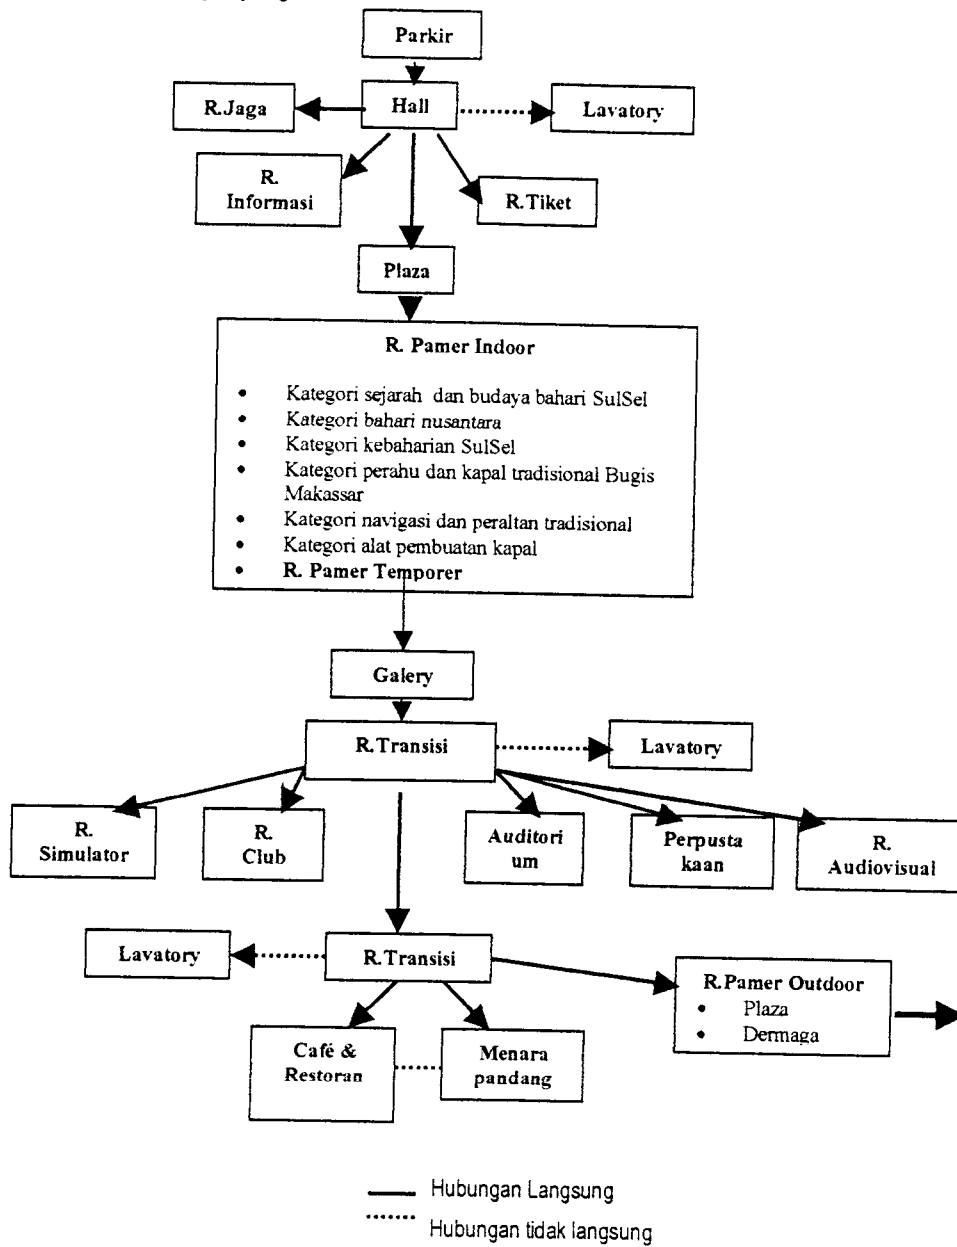 Parkir
R.Jaga
Hall
Lavatory
R.
Informasi
R.Tiket
Plaza
R. Pamer Indoor
• Kategori sejarah dan budaya bahari SulSel
• Kategori bahari nusantara
• Kategori kebaharian SulSel
• Kategori perahu dan kapal tradisional Bugis
Makassar
• Kategori navigasi dan peraltan tradisional
• Kategori alat pembuatan kapal
• R. Pamer Temporer
Galery
R.Transisi
Lavatory
R.
Simulator
R.
Club
Auditori
um
Perpusta
kaan
R.
Audiovisual
Lavatory
R.Transisi
R.Pamer Outdoor
• Plaza
• Dermaga
Café &
Restoran
Menara
pandang
Hubungan Langsung
Hubungan tidak langsung